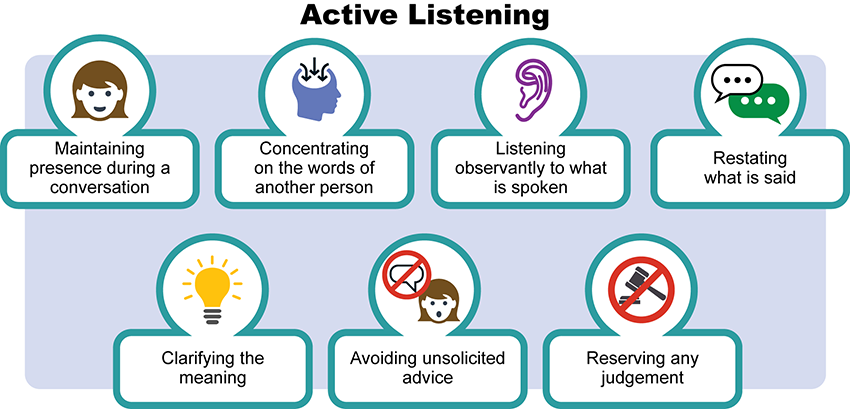 Active Listening
Maintaining
presence during a
conversation
Concentrating
on the words of
another person
Listening
observantly to what
is spoken
Restating
what is said
Clarifying the
meaning
Avoiding unsolicited
advice
Reserving any
judgement